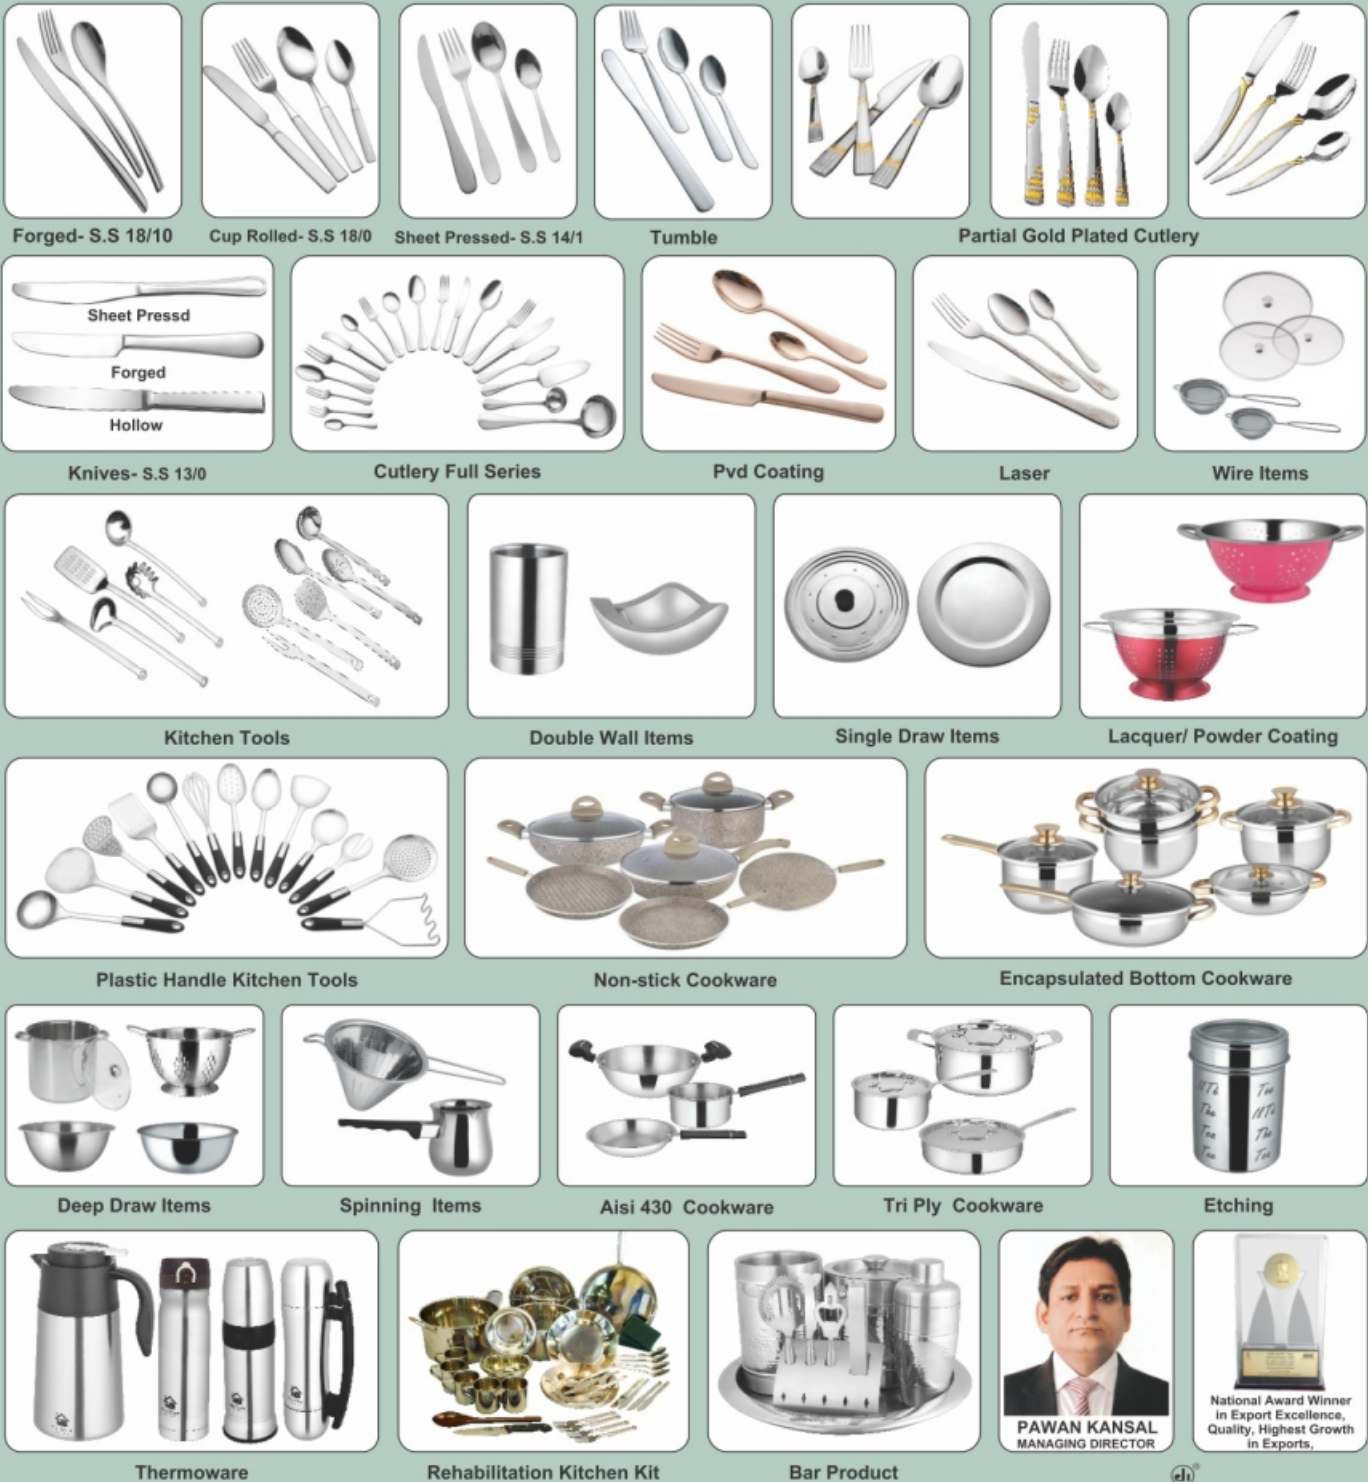 Forged- S.S 18/10
Cup Rolled- S.S 18/0
Sheet Pressed- S.S 14/1
Tumble
Partial Gold Plated Cutlery
Sheet Pressd
Forged
Hollow
Knives- S.S 13/0
Cutlery Full Series
Pvd Coating
Laser
Wire Items
Kitchen Tools
Double Wall Items
Single Draw Items
Lacquer/ Powder Coating
Plastic Handle Kitchen Tools
Non-stick Cookware
Encapsulated Bottom Cookware
Deep Draw Items
Spinning Items
Aisi 430 Cookware
Tri Ply Cookware
Tea
Tea
Tea
Etching
Thermoware
Rehabilitation Kitchen Kit
Bar Product
PAWAN KANSAL
MANAGING DIRECTOR
National Award Winner
in Export Excellence,
Quality, Highest Growth
in Exports,